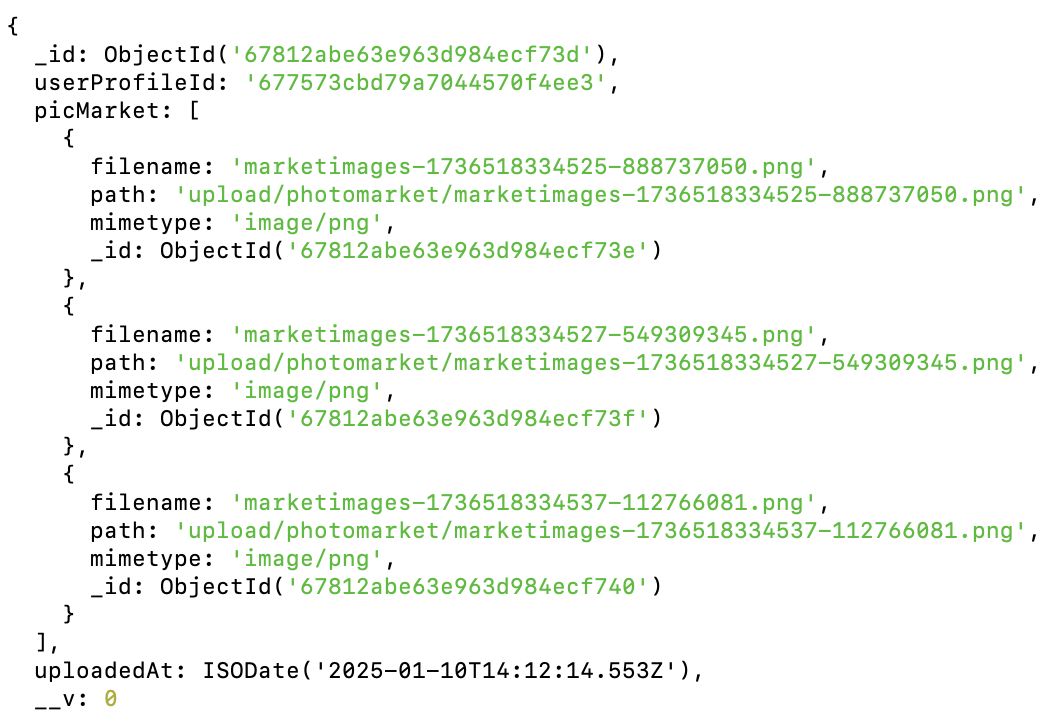 {
  _id: ObjectId('67812abe63e963d984ecf73d'),
  userProfileId: '677573cbd79a7044570f4ee3',
  picMarket: [
    {
      filename: 'marketimages-1736518334525-888737050.png',
      path: 'upload/photomarket/marketimages-1736518334525-888737050.png',
      mimetype: 'image/png',
      _id: ObjectId('67812abe63e963d984ecf73e')
    },
    {
      filename: 'marketimages-1736518334527-549309345.png',
      path: 'upload/photomarket/marketimages-1736518334527-549309345.png',
      mimetype: 'image/png',
      _id: ObjectId('67812abe63e963d984ecf73f')
    },
    {
      filename: 'marketimages-1736518334537-112766081.png',
      path: 'upload/photomarket/marketimages-1736518334537-112766081.png',
      mimetype: 'image/png',
      _id: ObjectId('67812abe63e963d984ecf740')
    }
  ],
  uploadedAt: ISODate('2025-01-10T14:12:14.553Z'),
  __v: 0